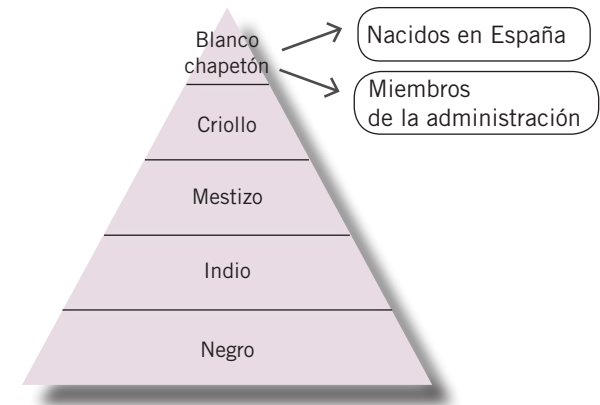 Blanco
chapetón
Nacidos en España
Miembros
de la administración
Criollo
Mestizo
Indio
Negro